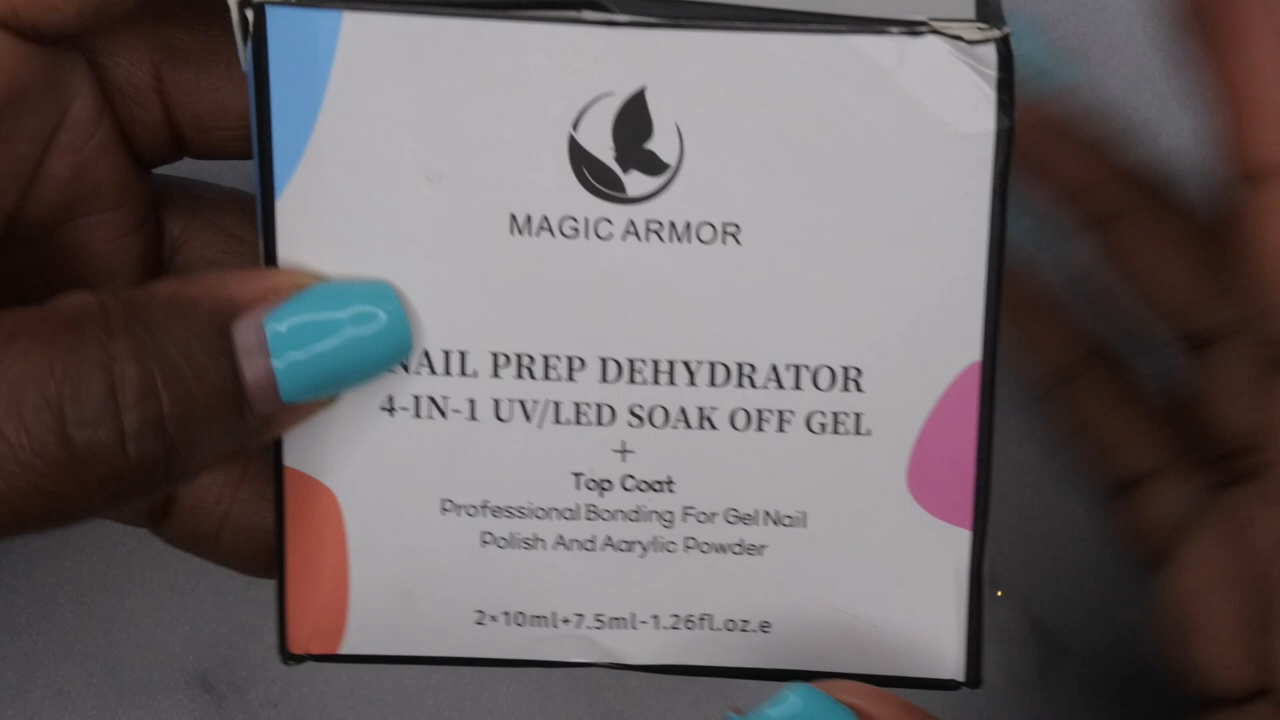 MAGIC ARMOR
NAIL PREP DEHYDRATOR
4-IN-1 UV/LED SOAK OFF GEL
+
Top Coat
Professional Bonding For Gel Nail
Polish And Aarylic Powder
2×10ml+7.5ml-1.26fl.oz.e